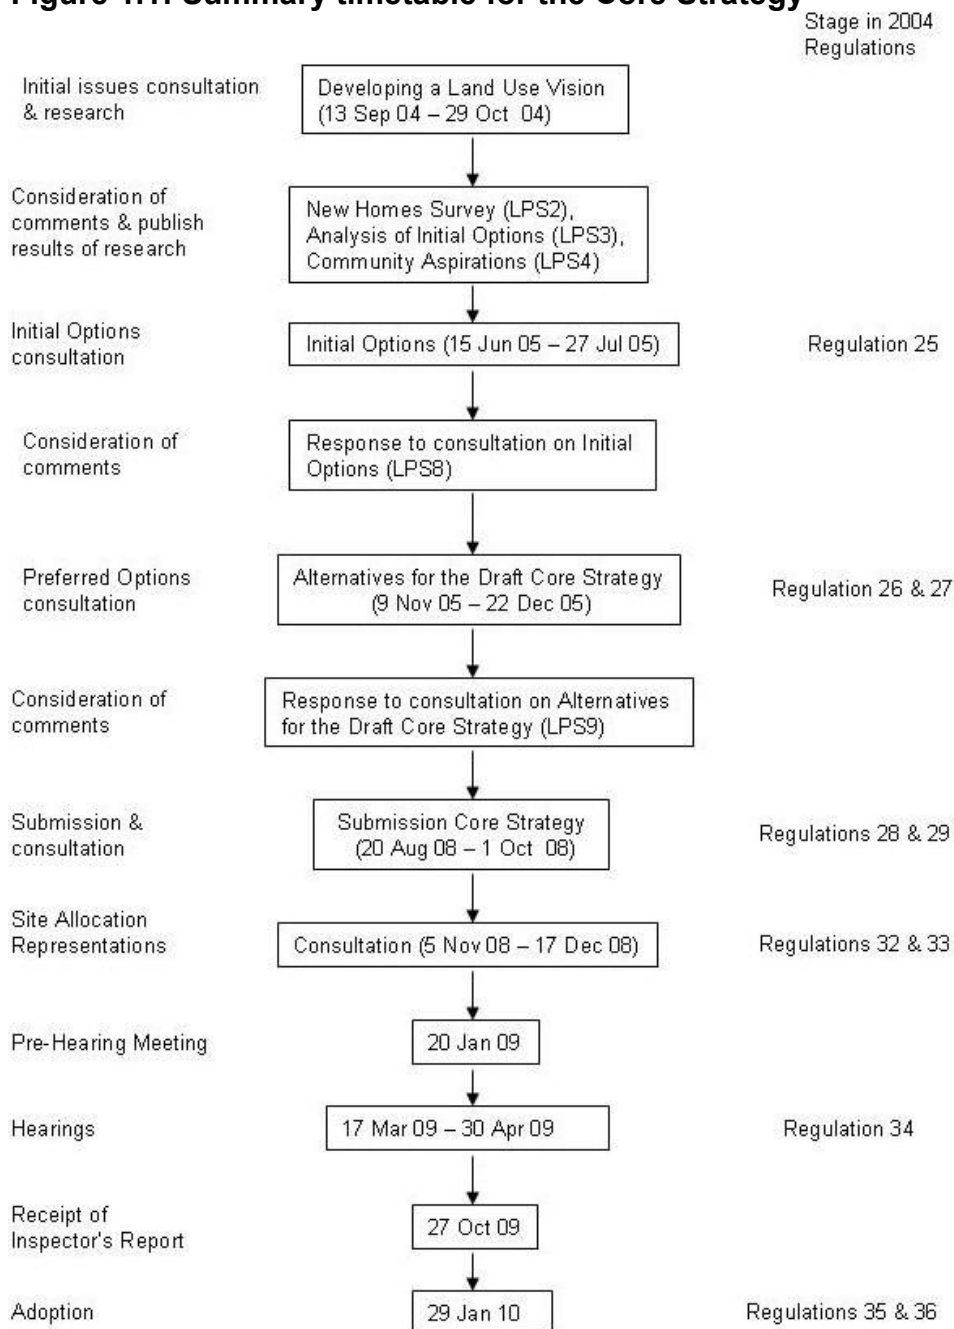 Figure 1.1: Summary timetable for the Core Strategy
Stage in 2004
Regulations
Initial issues consultation
& research
Developing a Land Use Vision
(13 Sep 04 – 29 Oct 04)
Consideration of
comments & publish
results of research
New Homes Survey (LPS2),
Analysis of Initial Options (LPS3),
Community Aspirations (LPS4)
Initial Options
consultation
Initial Options (15 Jun 05 – 27 Jul 05)
Regulation 25
Consideration of
comments
Response to consultation on Initial
Options (LPS8)
Preferred Options
consultation
Alternatives for the Draft Core Strategy
(9 Nov 05 – 22 Dec 05)
Regulation 26 & 27
Consideration of
comments
Response to consultation on Alternatives
for the Draft Core Strategy (LPS9)
Submission &
consultation
Submission Core Strategy
(20 Aug 08 – 1 Oct 08)
Regulations 28 & 29
Site Allocation
Representations
Consultation (5 Nov 08 – 17 Dec 08)
Regulations 32 & 33
Pre-Hearing Meeting
20 Jan 09
Hearings
17 Mar 09 – 30 Apr 09
Regulation 34
Receipt of
Inspector's Report
27 Oct 09
Adoption
29 Jan 10
Regulations 35 & 36